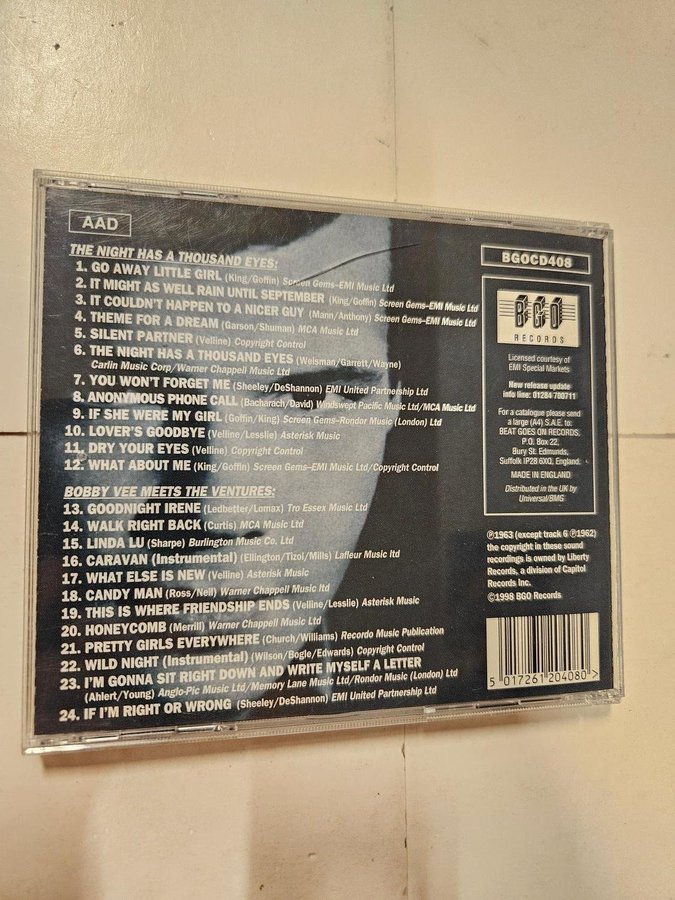 AAD
THE NIGHT HAS A THOUSAND EYES:
1. GO AWAY LITTLE GIRL (King/Goffin) Screen Gems–EMI Music Ltd
2. IT MIGHT AS WELL RAIN UNTIL SEPTEMBER (King/Goffin) Screen Gems–EMI Music Ltd
3. IT COULDN'T HAPPEN TO A NICER GUY (Mann/Anthony) Screen Gems–EMI Music Ltd
4. THEME FOR A DREAM (Garson/Shuman) MCA Music Ltd
5. SILENT PARTNER (Velline) Copyright Control
6. THE NIGHT HAS A THOUSAND EYES (Weisman/Garrett/Wayne)
Carlin Music Corp/Warner Chappell Music Ltd
7. YOU WON'T FORGET ME (Sheeley/DeShannon) EMI United Partnership Ltd
8. ANONYMOUS PHONE CALL (Bacharach/David) Windswept Pacific Music Ltd/MCA Music Ltd
9. IF SHE WERE MY GIRL (Goffin/King) Screen Gems–Rondor Music (London) Ltd
10. LOVER'S GOODBYE (Velline/Lesslie) Asterisk Music
11. DRY YOUR EYES (Velline) Copyright Control
12. WHAT ABOUT ME (King/Goffin) Screen Gems–EMI Music Ltd/Copyright Control
BOBBY VEE MEETS THE VENTURES:
13. GOODNIGHT IRENE (Ledbetter/Lomax) Tro Essex Music Ltd
14. WALK RIGHT BACK (Curtis) MCA Music Ltd
15. LINDA LU (Sharpe) Burlington Music Co. Ltd
16. CARAVAN (Instrumental) (Ellington/Tizol/Mills) Lafleur Music ltd
17. WHAT ELSE IS NEW (Velline) Asterisk Music
18. CANDY MAN (Ross/Neil) Warner Chappell Music ltd
19. THIS IS WHERE FRIENDSHIP ENDS (Velline/Lesslie) Asterisk Music
20. HONEYCOMB (Merrill) Warner Chappell Music Ltd
21. PRETTY GIRLS EVERYWHERE (Church/Williams) Recordo Music Publication
22. WILD NIGHT (Instrumental) (Wilson/Bogle/Edwards) Copyright Control
23. I'M GONNA SIT RIGHT DOWN AND WRITE MYSELF A LETTER
(Ahlert/Young) Anglo-Pic Music Ltd/Memory Lane Music Ltd/Rondor Music (London) Ltd
24. IF I'M RIGHT OR WRONG (Sheeley/DeShannon) EMI United Partnership Ltd
BGOCD408
BGO
RECORDS
Licensed courtesy of
EMI Special Markets
New release update
info line: 01284 700711
For a catalogue please send
a large (A4) S.A.E. to:
BEAT GOES ON RECORDS,
P.O. Box 22,
Bury St. Edmunds,
Suffolk IP28 6XQ, England.
MADE IN ENGLAND
Distributed in the UK by
Universal/BMG
℗1963 (except track 6 ℗1962)
the copyright in these sound
recordings is owned by Liberty
Records, a division of Capitol
Records Inc.
©1998 BGO Records
5 017261 204080 >